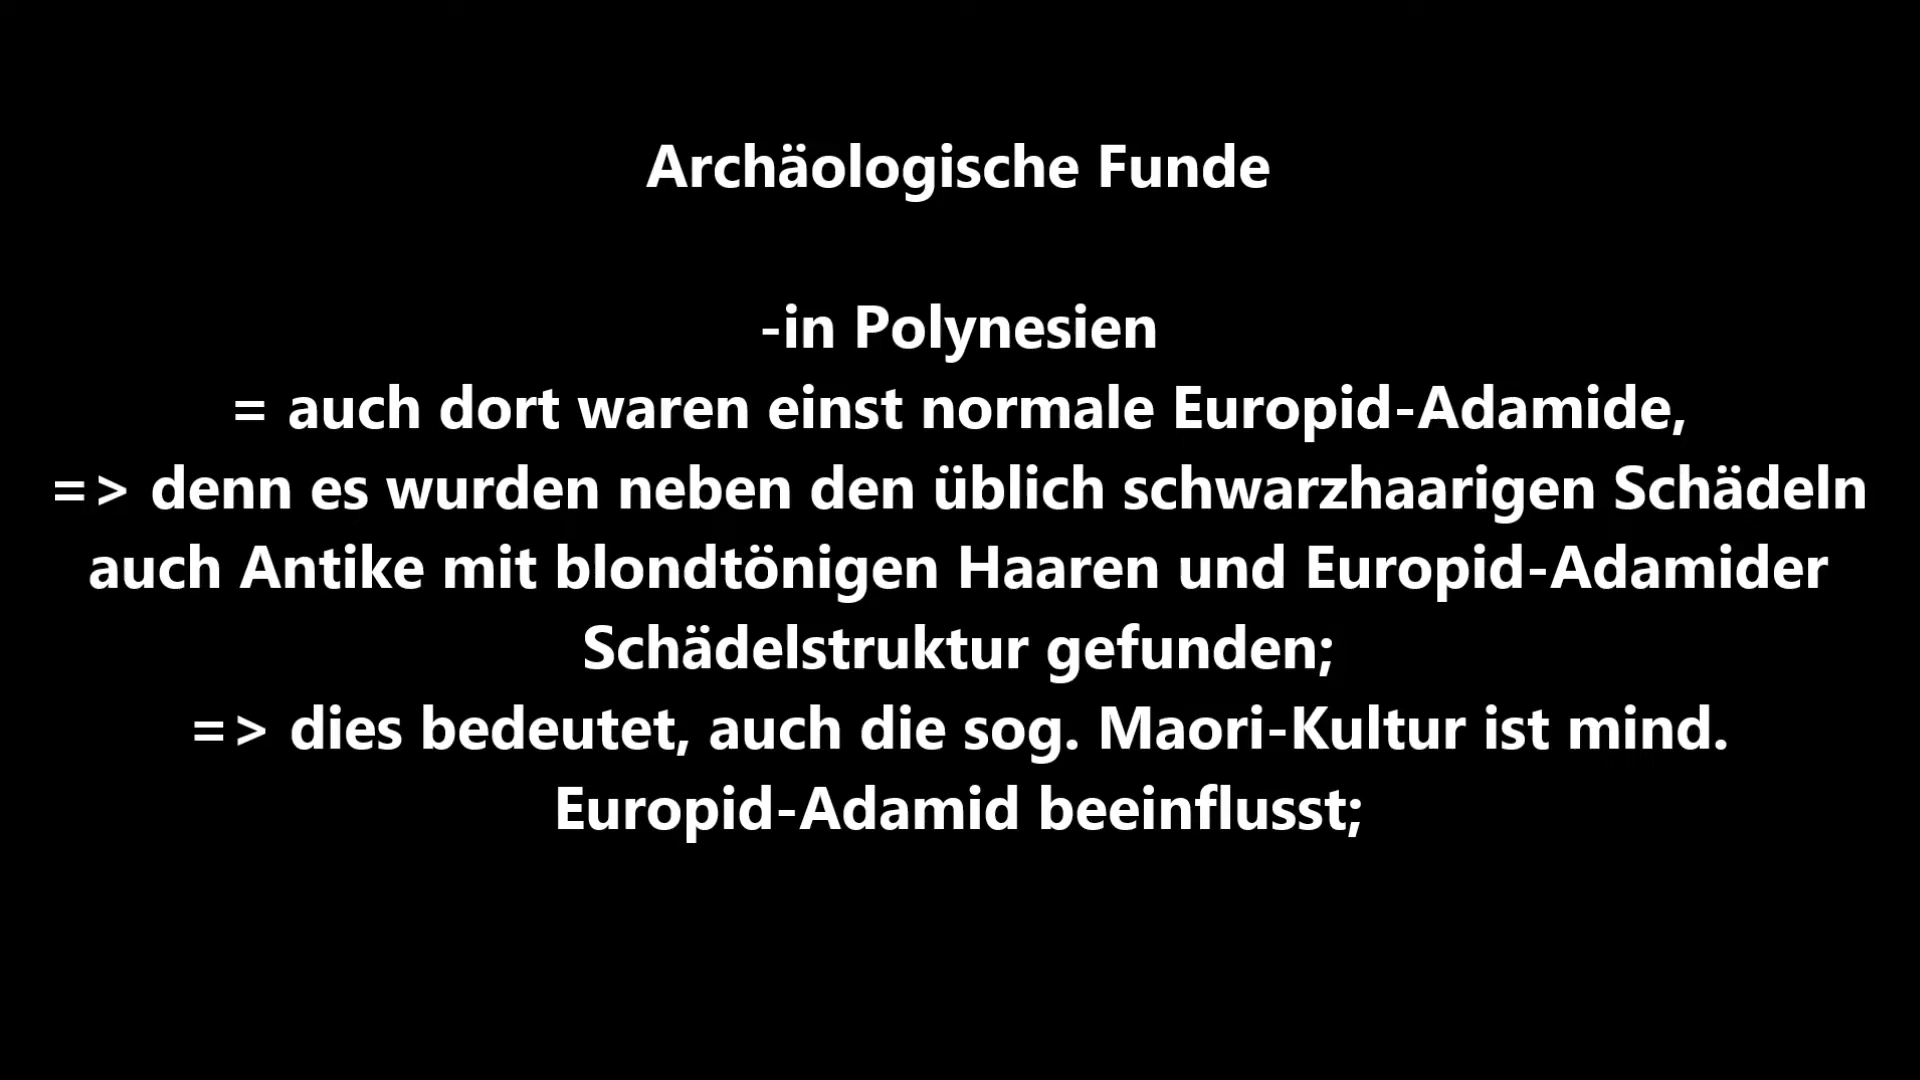 Archäologische Funde
-in Polynesien
= auch dort waren einst normale Europid-Adamide,
=> denn es wurden neben den üblich schwarzhaarigen Schädeln
auch Antike mit blondtönigen Haaren und Europid-Adamider
Schädelstruktur gefunden;
=> dies bedeutet, auch die sog. Maori-Kultur ist mind.
Europid-Adamid beeinflusst;